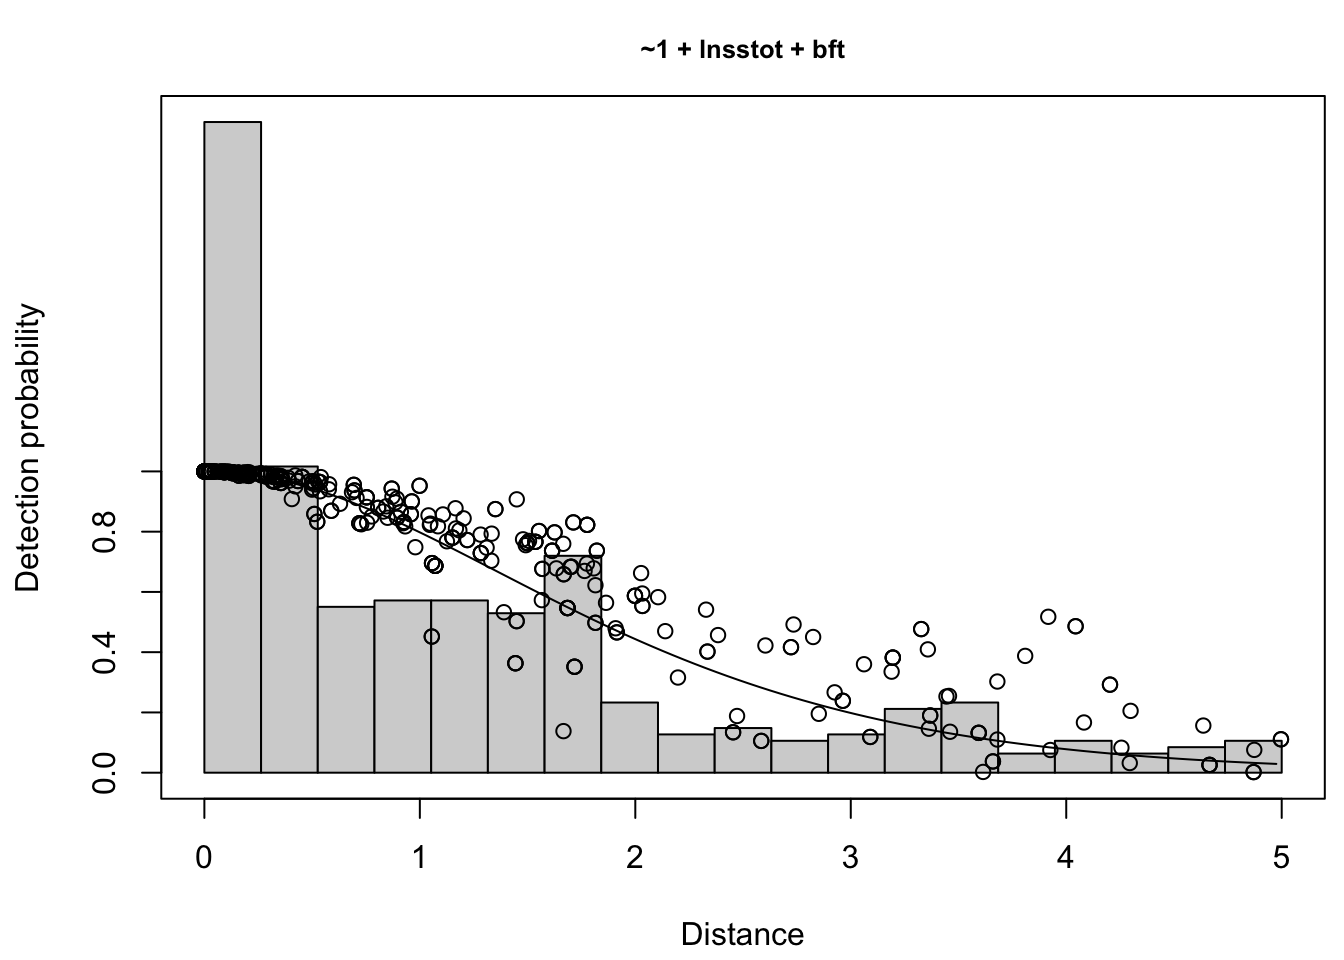 ~1 + lnsstot + bft
Detection probability
0.8
0.4
0.0
0 1 2 3 4 5
Distance